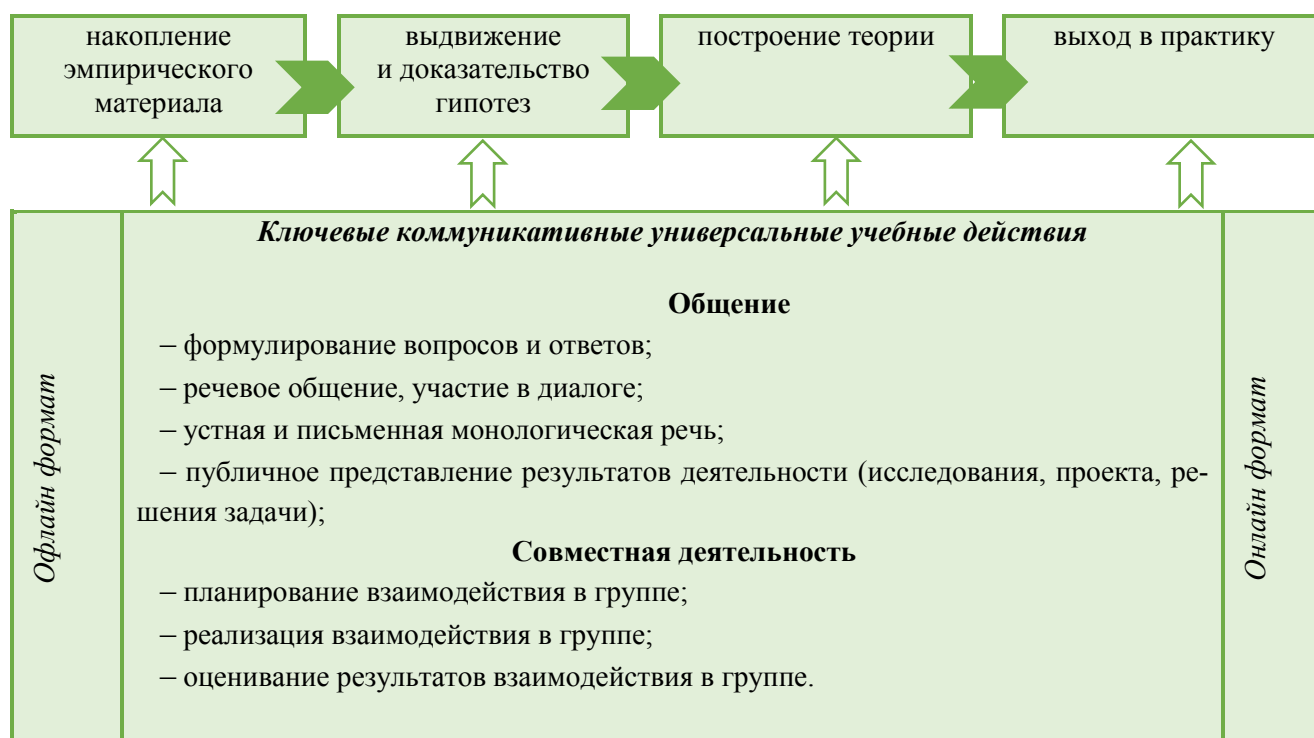 накопление
эмпирического
материала
выдвижение
и доказательство
гипотез
построение теории
выход в практику
Ключевые коммуникативные универсальные учебные действия
Общение
– формулирование вопросов и ответов;
– речевое общение, участие в диалоге;
– устная и письменная монологическая речь;
– публичное представление результатов деятельности (исследования, проекта, ре-
шения задачи);
Совместная деятельность
– планирование взаимодействия в группе;
– реализация взаимодействия в группе;
– оценивание результатов взаимодействия в группе.
Офлайн формат
Онлайн формат